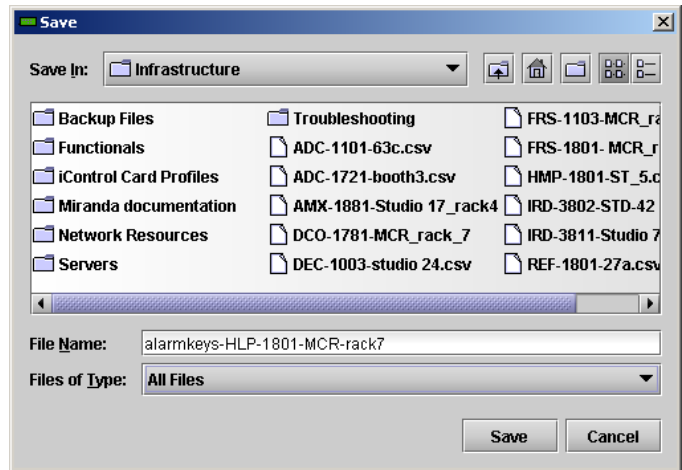 Save
Save In: Infrastructure
Backup Files
Functionals
iControl Card Profiles
Miranda documentation
Network Resources
Servers
Troubleshooting
ADC-1101-63c.csv
ADC-1721-booth3.csv
AMX-1881-Studio 17_rack4
DCO-1781-MCR_rack_7
DEC-1003-studio 24.csv
FRS-1103-MCR_ra
FRS-1801- MCR_r
HMP-1801-ST_5.c
IRD-3802-STD-42
IRD-3811-Studio 7
REF-1801-27a.csv
File Name: alarmkeys-HLP-1801-MCR-rack7
Files of Type: All Files
Save Cancel